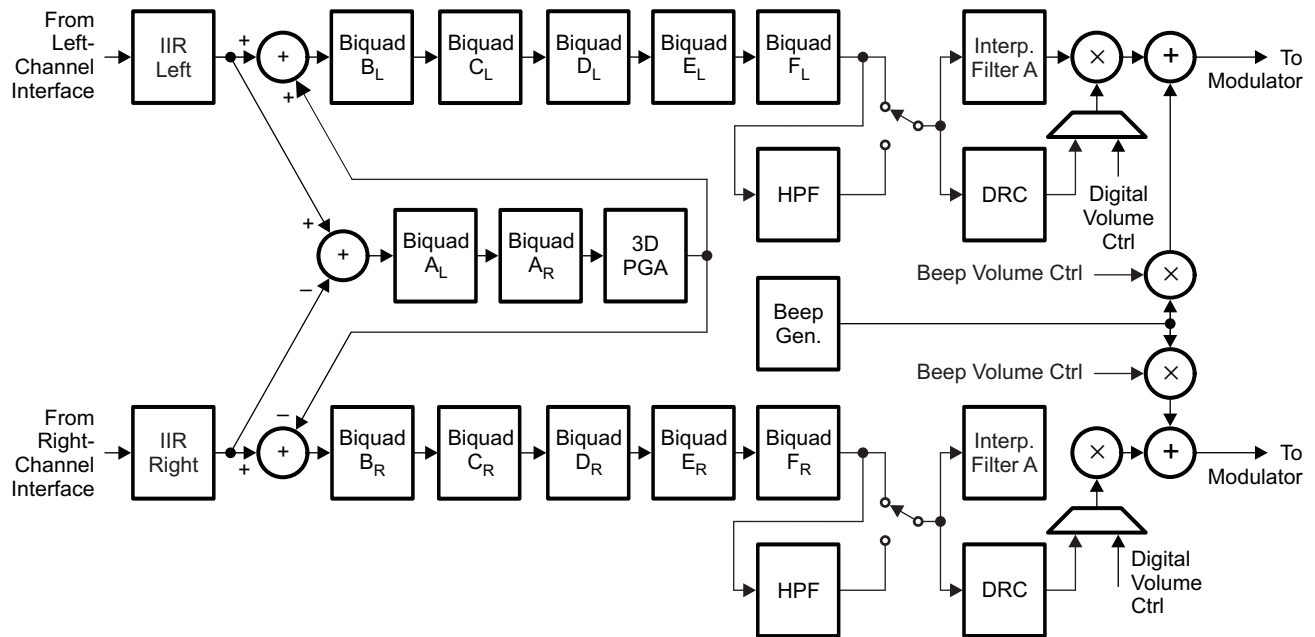 From
Left-
Channel
Interface
IIR
Left
+
+
+
Biquad
BL
Biquad
CL
Biquad
DL
Biquad
EL
Biquad
FL
Interp.
Filter A
×
+
To
Modulator
HPF
DRC
Digital
Volume
Ctrl
+
–
+
Biquad
AL
Biquad
AR
3D
PGA
Beep Volume Ctrl
×
Beep
Gen.
Beep Volume Ctrl
×
From
Right-
Channel
Interface
IIR
Right
+
–
+
Biquad
BR
Biquad
CR
Biquad
DR
Biquad
ER
Biquad
FR
Interp.
Filter A
×
+
To
Modulator
HPF
DRC
Digital
Volume
Ctrl